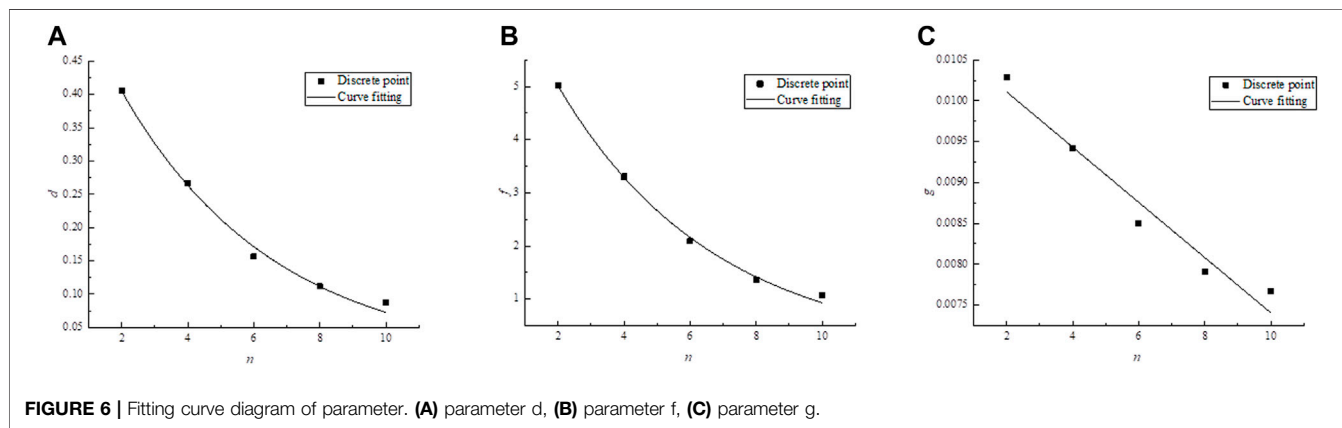 A
0.45
0.40
0.35
0.30
0.25
0.20
0.15
0.10
0.05
d
2
4
6
8
10
n
Discrete point
Curve fitting
B
5
4
3
2
1
f
2
4
6
8
10
n
Discrete point
Curve fitting
C
0.0105
0.0100
0.0095
0.0090
0.0085
0.0080
0.0075
g
2
4
6
8
10
n
Discrete point
Curve fitting
FIGURE 6 | Fitting curve diagram of parameter. (A) parameter d, (B) parameter f, (C) parameter g.